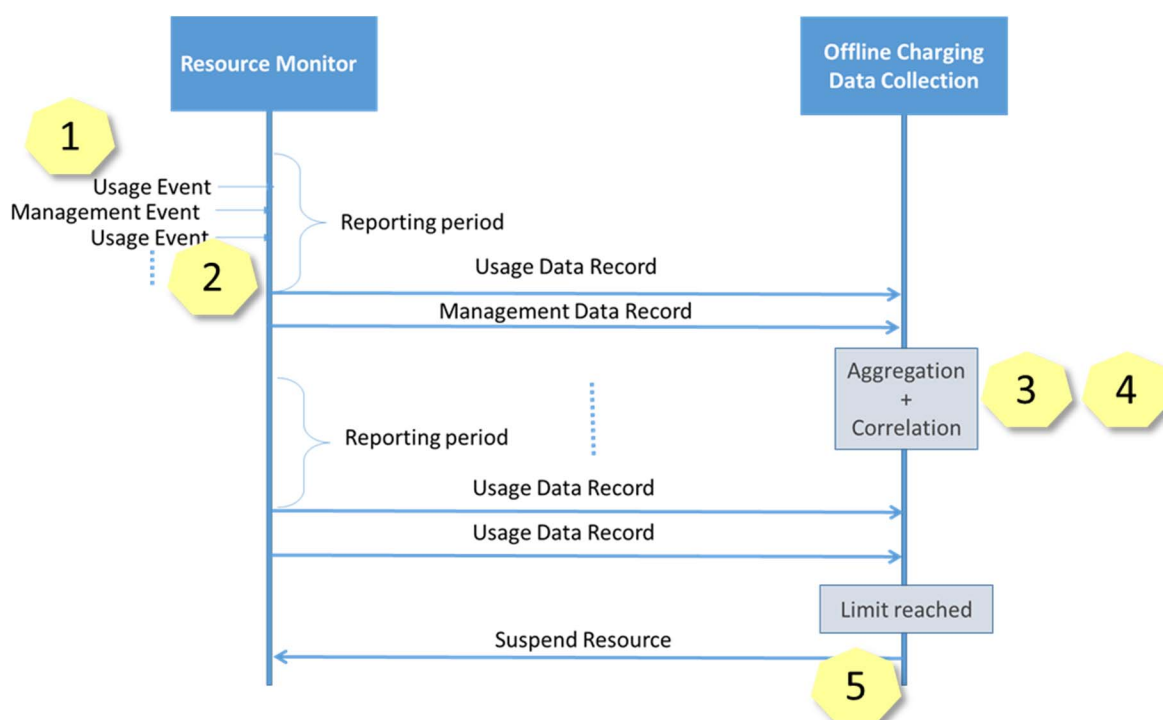 Resource Monitor
Offline Charging
Data Collection
1
Usage Event
Management Event
Usage Event
2
Reporting period
Usage Data Record
Management Data Record
Aggregation
+
Correlation
3
4
Reporting period
Usage Data Record
Usage Data Record
Limit reached
Suspend Resource
5